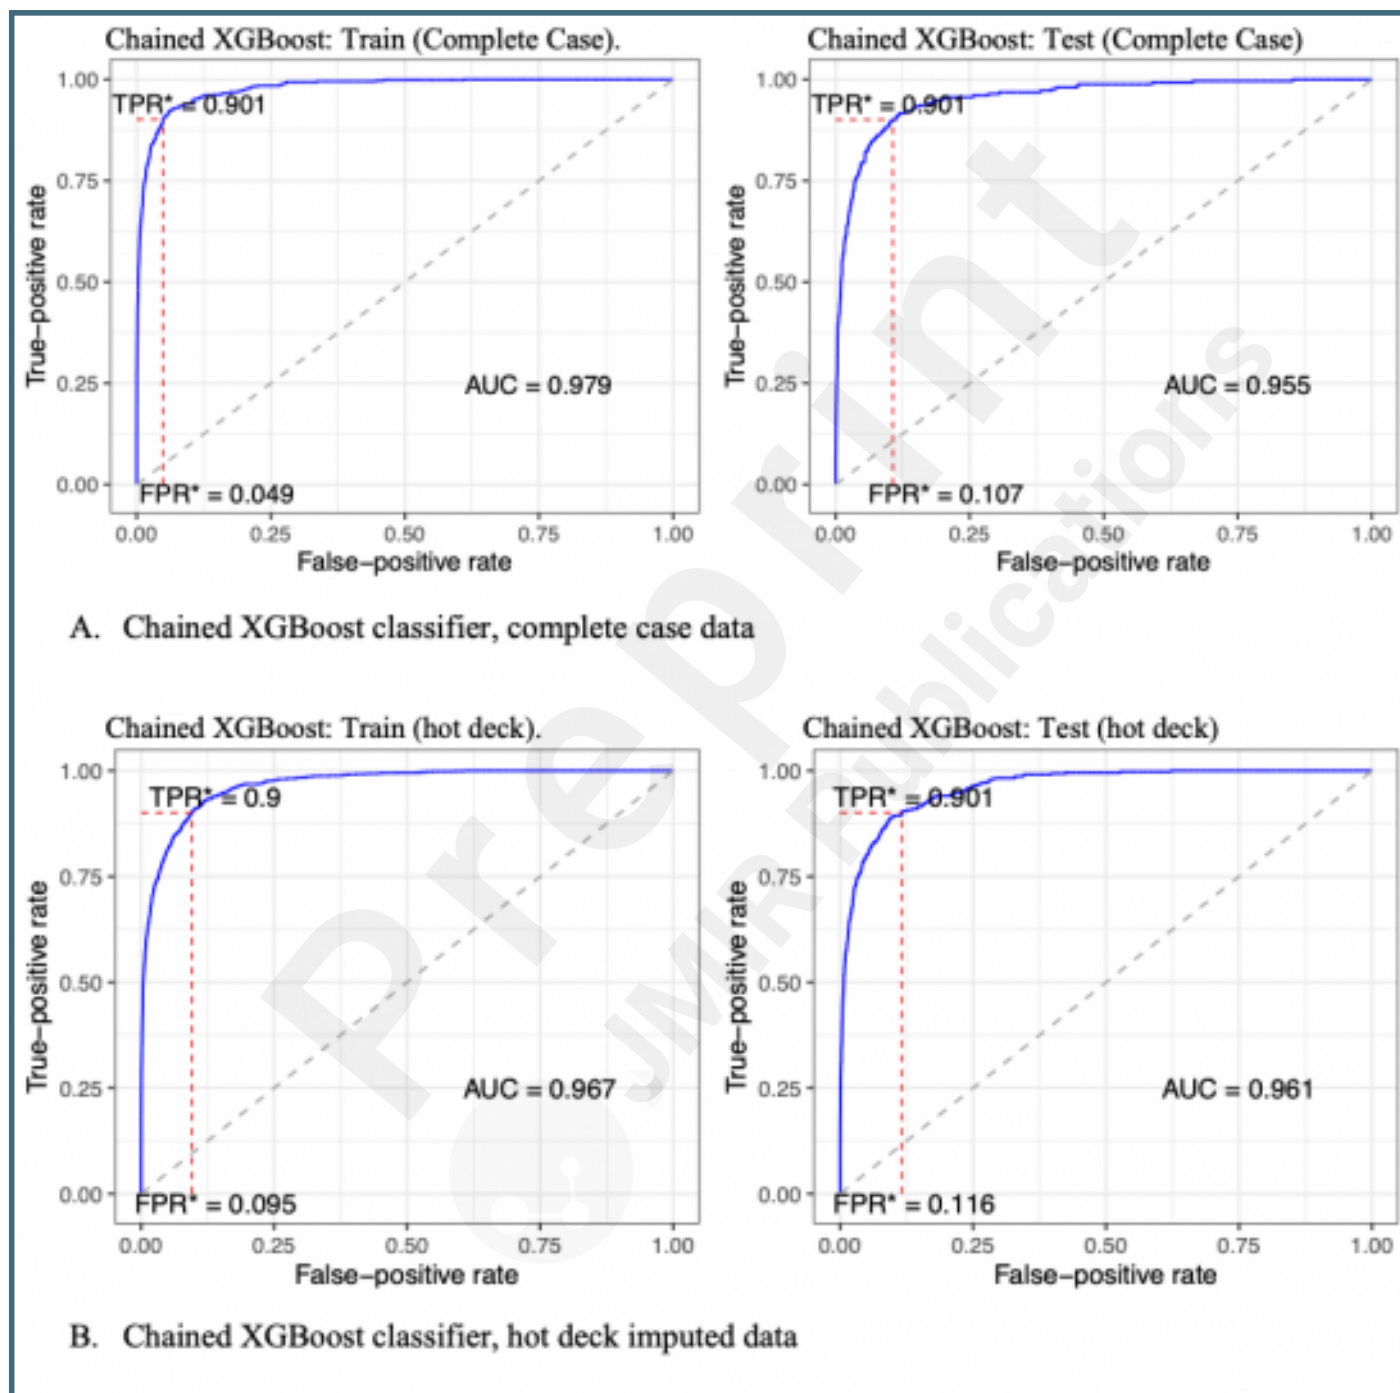 Chained XGBoost: Train (Complete Case).
1.00
TPR* = 0.901
0.75
0.50
0.25
0.00
True-positive rate
AUC = 0.979
FPR* = 0.049
0.00 0.25 0.50 0.75 1.00
False-positive rate
Chained XGBoost: Test (Complete Case)
1.00
TPR* = 0.901
0.75
0.50
0.25
0.00
True-positive rate
AUC = 0.955
FPR* = 0.107
0.00 0.25 0.50 0.75 1.00
False-positive rate
A. Chained XGBoost classifier, complete case data
Chained XGBoost: Train (hot deck).
1.00
TPR* = 0.9
0.75
0.50
0.25
0.00
True-positive rate
AUC = 0.967
FPR* = 0.095
0.00 0.25 0.50 0.75 1.00
False-positive rate
Chained XGBoost: Test (hot deck)
1.00
TPR* = 0.901
0.75
0.50
0.25
0.00
True-positive rate
AUC = 0.961
FPR* = 0.116
0.00 0.25 0.50 0.75 1.00
False-positive rate
B. Chained XGBoost classifier, hot deck imputed data
Preprint
JMIR Publications